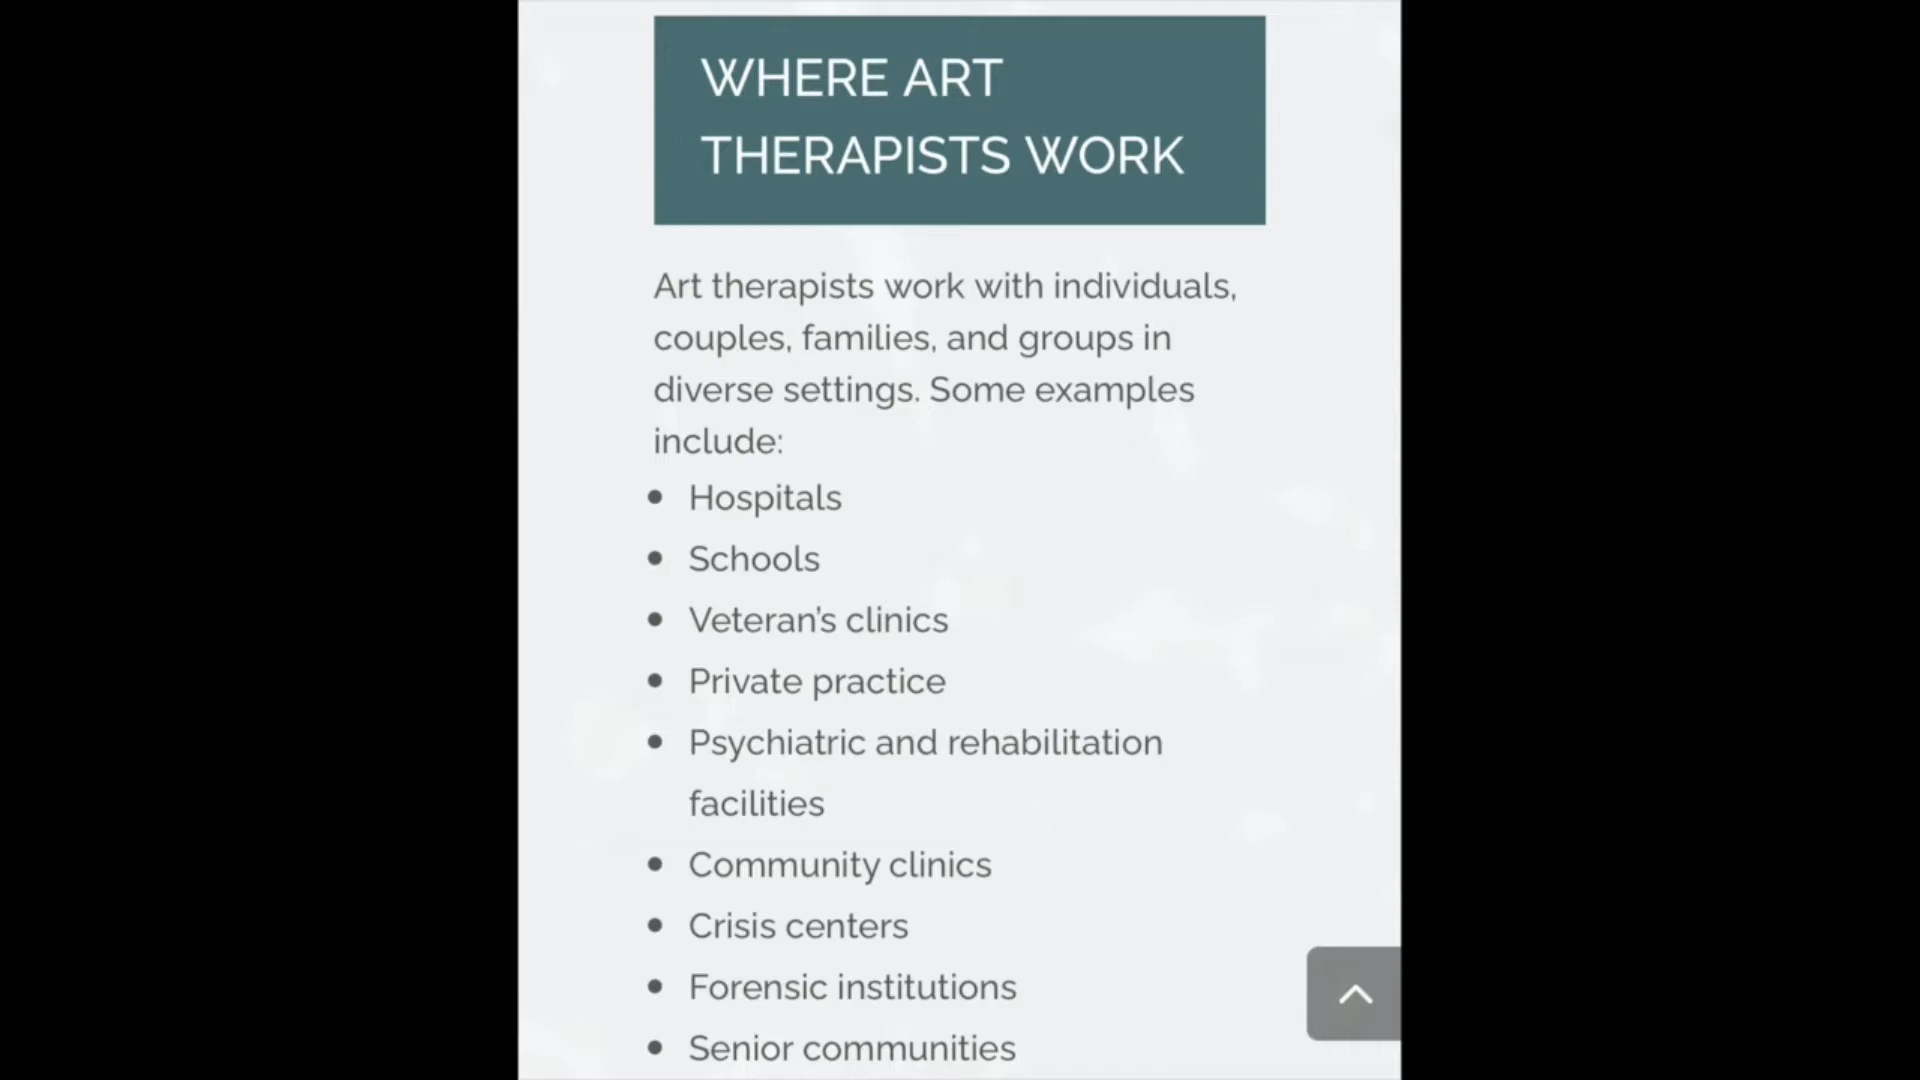 WHERE ART
THERAPISTS WORK
Art therapists work with individuals,
couples, families, and groups in
diverse settings. Some examples
include:
• Hospitals
• Schools
• Veteran’s clinics
• Private practice
• Psychiatric and rehabilitation
facilities
• Community clinics
• Crisis centers
• Forensic institutions
• Senior communities